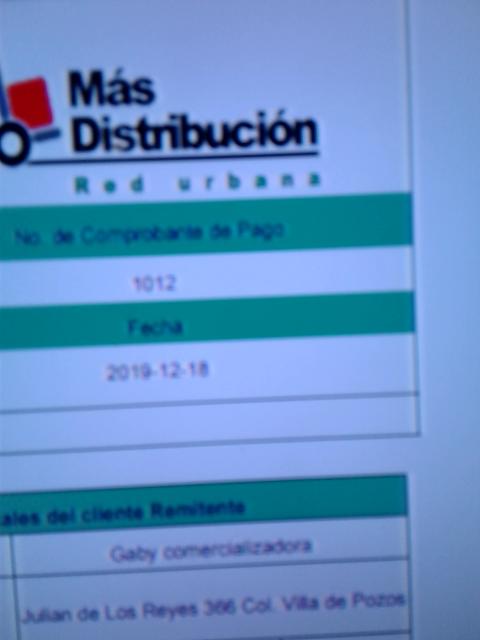 Más
Distribución
Red urbana
No. de Comprobante de Pago
1012
Fecha
2019-12-18
ales del cliente Remitente
Gaby comercializadora
Julian de Los Reyes 366 Col. Villa de Pozos